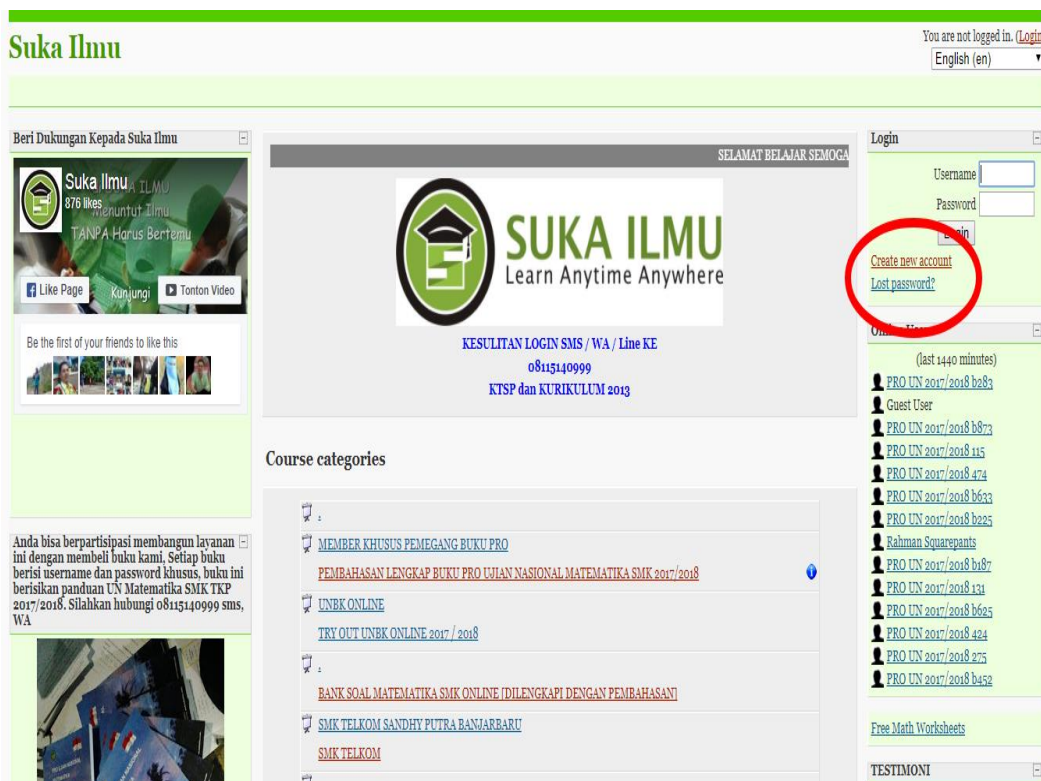 Suka Ilmu
You are not logged in. (Login
English (en)
Beri Dukungan Kepada Suka Ilmu
Suka Ilmu
876 likes
A ILMU
Menuntut Ilmu
TANPA Harus Bertemu
Like Page
Kunjungi
Tonton Video
Be the first of your friends to like this
Anda bisa berpartisipasi membangun layanan
ini dengan membeli buku kami, Setiap buku
berisi username dan password khusus, buku ini
berisikan panduan UN Matematika SMK TKP
2017/2018. Silahkan hubungi 08115140999 sms,
WA
SELAMAT BELAJAR SEMOGA
SUKA ILMU
Learn Anytime Anywhere
KESULITAN LOGIN SMS / WA / Line KE
08115140999
KTSP dan KURIKULUM 2013
Course categories
.
MEMBER KHUSUS PEMEGANG BUKU PRO
PEMBAHASAN LENGKAP BUKU PRO UJIAN NASIONAL MATEMATIKA SMK 2017/2018
UNBK ONLINE
TRY OUT UNBK ONLINE 2017 / 2018
.
BANK SOAL MATEMATIKA SMK ONLINE [DILENGKAPI DENGAN PEMBAHASAN]
SMK TELKOM SANDHY PUTRA BANJARBARU
SMK TELKOM
Login
Username
Password
Login
Create new account
Lost password?
(last 1440 minutes)
PRO UN 2017/2018 b283
Guest User
PRO UN 2017/2018 b873
PRO UN 2017/2018 115
PRO UN 2017/2018 474
PRO UN 2017/2018 b633
PRO UN 2017/2018 b225
Rahman Squarepants
PRO UN 2017/2018 b187
PRO UN 2017/2018 131
PRO UN 2017/2018 b625
PRO UN 2017/2018 424
PRO UN 2017/2018 275
PRO UN 2017/2018 b452
Free Math Worksheets
TESTIMONI